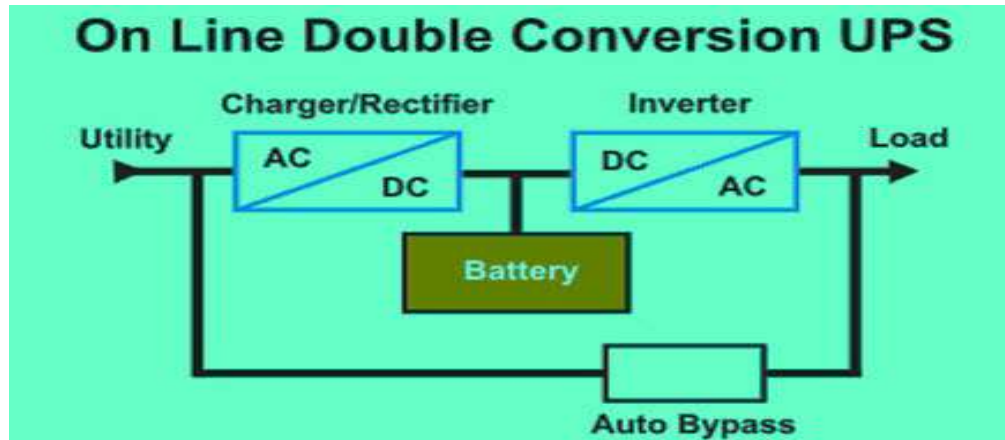 On Line Double Conversion UPS
Charger/Rectifier
Inverter
Utility
Load
AC
DC
DC
AC
Battery
Auto Bypass